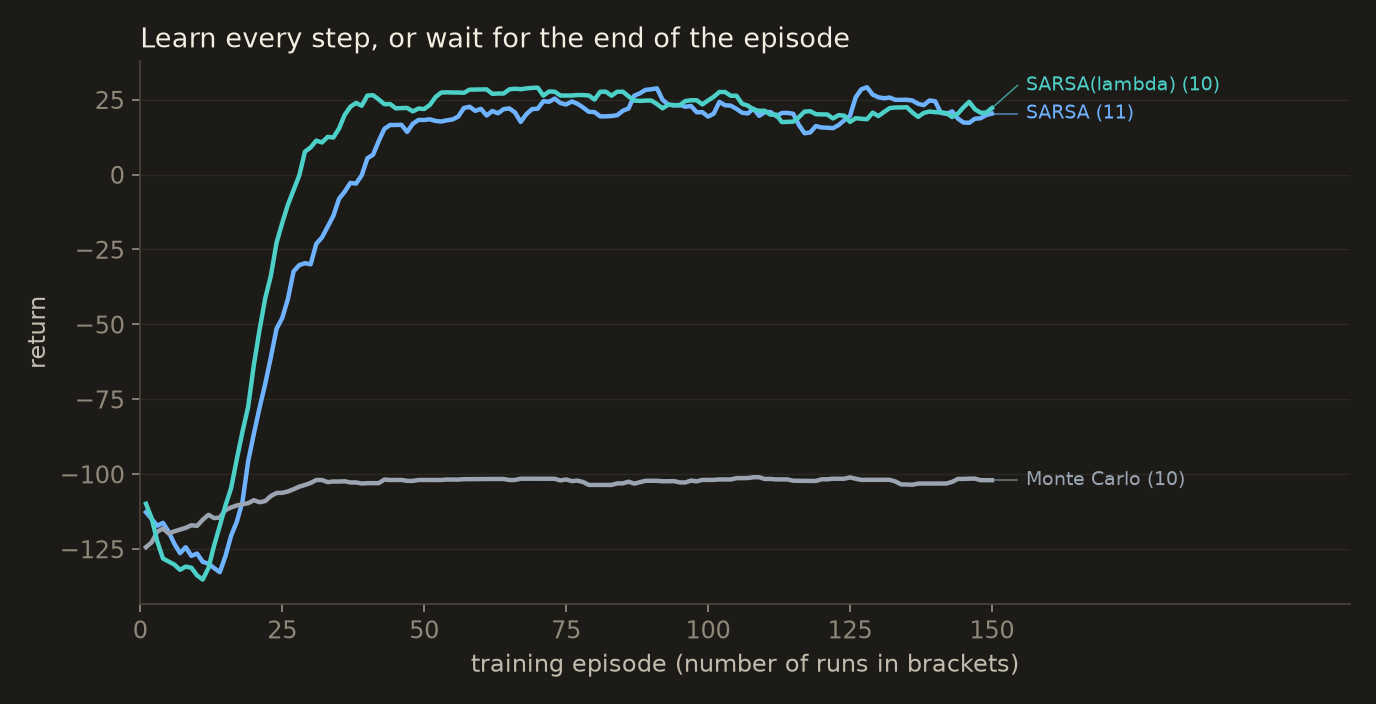 Learn every step, or wait for the end of the episode
return
25
0
−25
−50
−75
−100
−125
SARSA(lambda) (10)
SARSA (11)
Monte Carlo (10)
0 25 50 75 100 125 150
training episode (number of runs in brackets)